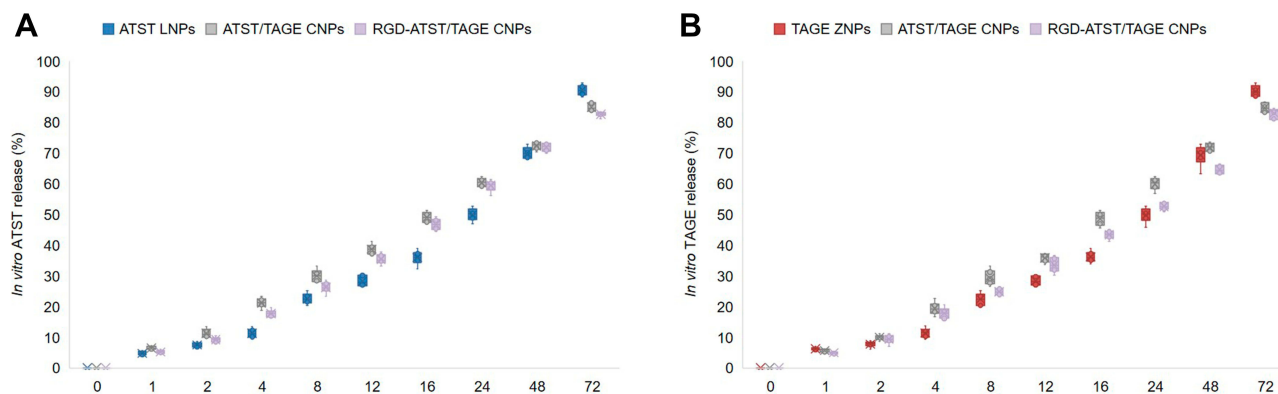 A
ATST LNPs ATST/TAGE CNPs RGD-ATST/TAGE CNPs
In vitro ATST release (%)
100
90
80
70
60
50
40
30
20
10
0
0 1 2 4 8 12 16 24 48 72
B
TAGE ZNPs ATST/TAGE CNPs RGD-ATST/TAGE CNPs
In vitro TAGE release (%)
100
90
80
70
60
50
40
30
20
10
0
0 1 2 4 8 12 16 24 48 72